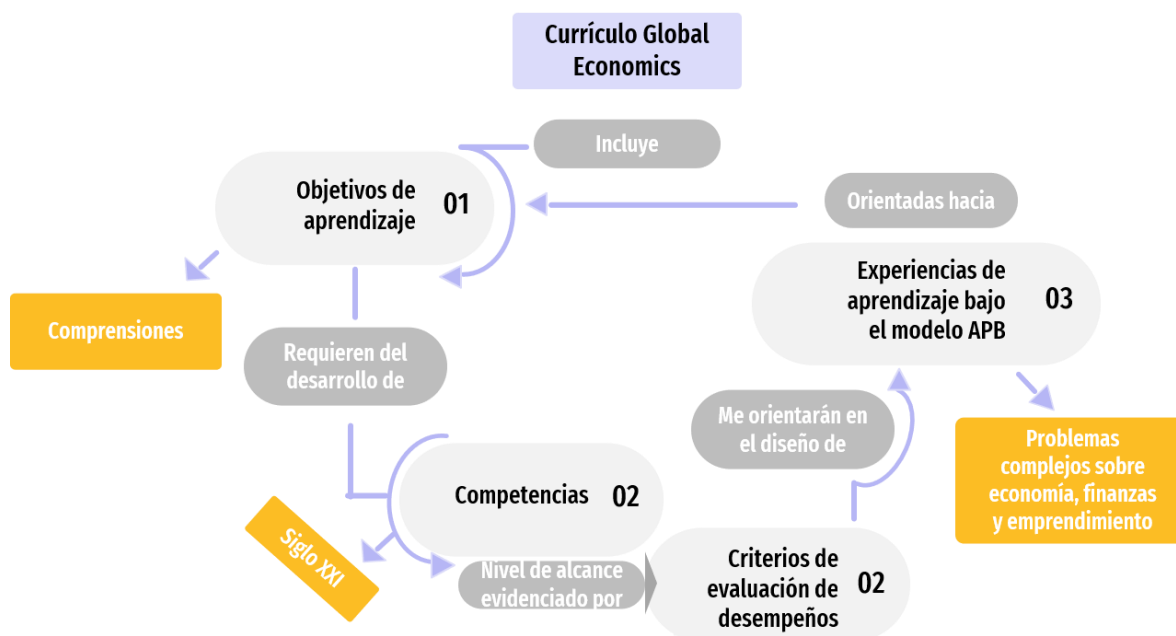 Currículo Global
Economics
Incluye
Objetivos de
aprendizaje
01
Orientadas hacia
Experiencias de
aprendizaje bajo
el modelo APB
03
Comprensiones
Requieren del
desarrollo de
Me orientarán en
el diseño de
Problemas
complejos sobre
economía, finanzas
y emprendimiento
Competencias
02
Siglo XXI
Nivel de alcance
evidenciado por
Criterios de
evaluación de
desempeños
02